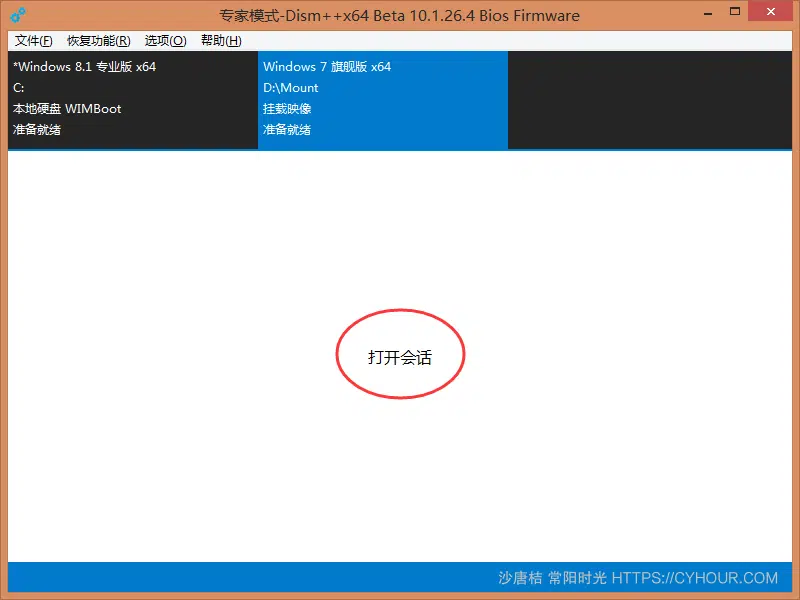 专家模式-Dism++x64 Beta 10.1.26.4 Bios Firmware
文件(F) 恢复功能(R) 选项(O) 帮助(H)
*Windows 8.1 专业版 x64
C:
本地硬盘 WIMBoot
准备就绪
Windows 7 旗舰版 x64
D:\Mount
挂载映像
准备就绪
打开会话
沙唐桔 常阳时光 HTTPS://CYHOUR.COM